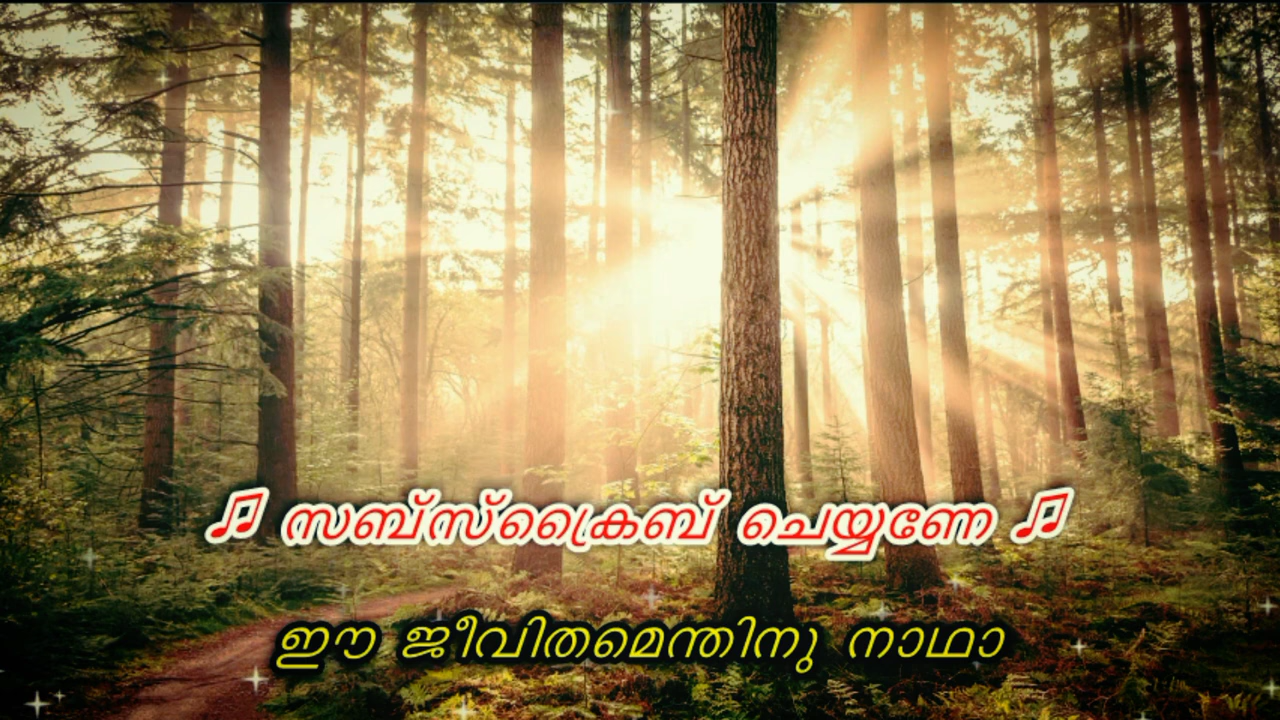 ♫ സബ്സ്ക്രൈബ് ചെയ്യണേ ♫
ഈ ജീവിതമെന്തിനു നാഥാ